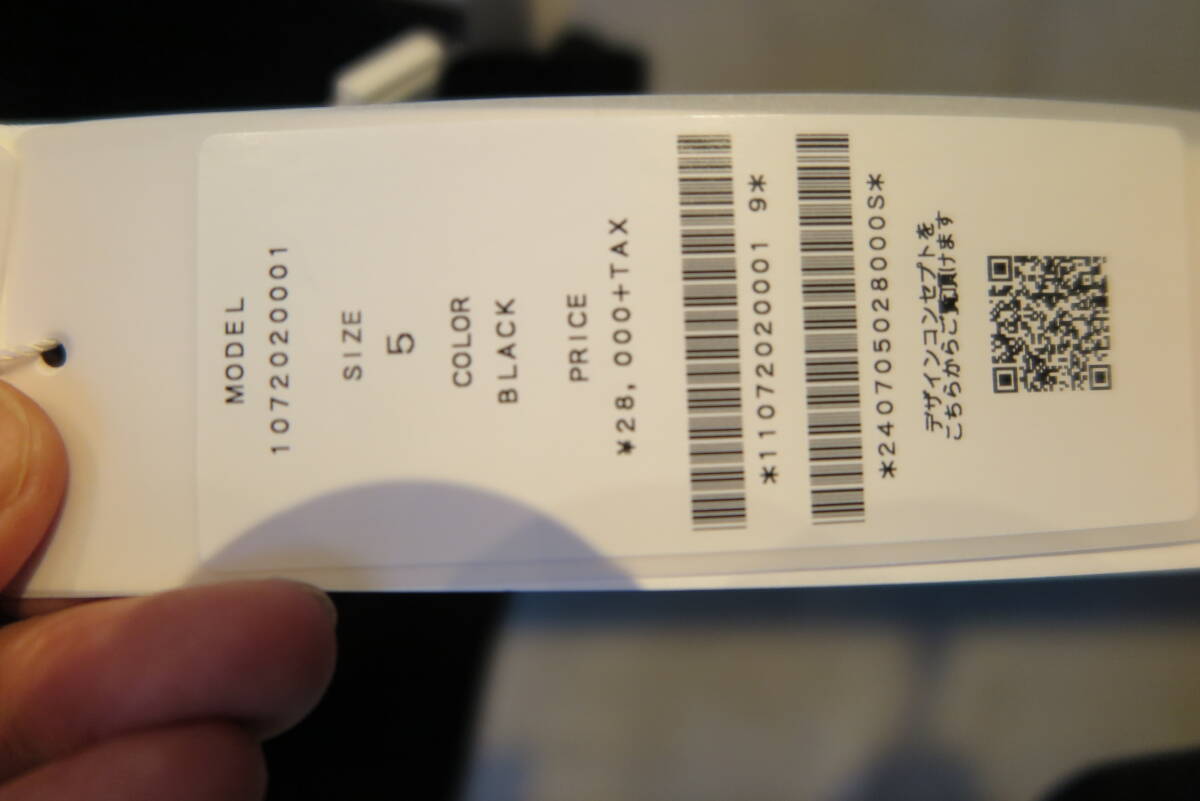 MODEL
1072020001
SIZE
5
COLOR
BLACK
PRICE
¥28,000+TAX
*11072020001 9*
*240705028000S*
デザインコンセプトを
こちらからご覧頂けます